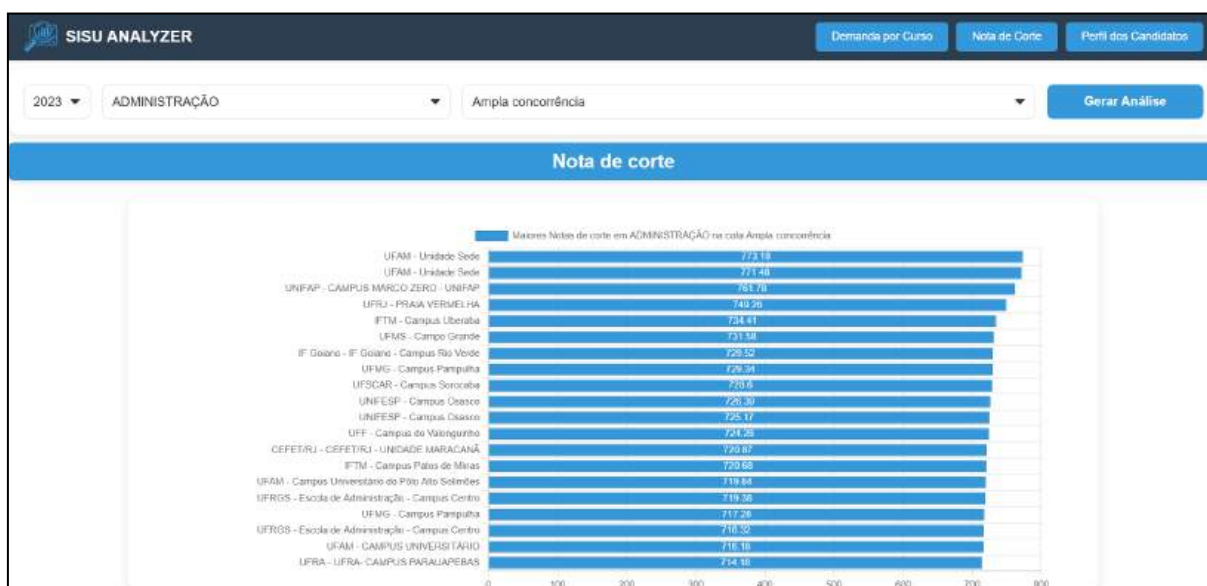 SISU ANALYZER
Demanda por Curso Nota de Corte Perfil dos Candidatos
2023 ADMINISTRAÇÃO Ampla concorrência Gerar Análise
Nota de corte
Maiores Notas de corte em ADMINISTRAÇÃO na cota Ampla concorrência
UFAM - Unidade Sede 773.18
UFAM - Unidade Sede 771.48
UNIFAP - CAMPUS MARCO ZERO - UNIFAP 761.78
UFRJ - PRAIA VERMELHA 749.26
IFTM - Campus Uberaba 734.41
UFMS - Campo Grande 731.58
IF Goiano - IF Goiano - Campus Rio Verde 729.52
UFMG - Campus Pampulha 729.34
UFSCAR - Campus Sorocaba 728.6
UNIFESP - Campus Osasco 726.39
UNIFESP - Campus Osasco 725.17
UFF - Campus do Valonguinho 724.26
CEFET/RJ - CEFET/RJ - UNIDADE MARACANÃ 720.87
IFTM - Campus Patos de Minas 720.68
UFAM - Campus Universitário do Pólo Alto Solimões 719.84
UFRGS - Escola de Administração - Campus Centro 719.38
UFMG - Campus Pampulha 717.26
UFRGS - Escola de Administração - Campus Centro 716.32
UFAM - CAMPUS UNIVERSITÁRIO 716.18
UFRA - UFRA- CAMPUS PARAUAPEBAS 714.18
0 100 200 300 400 500 600 700 800